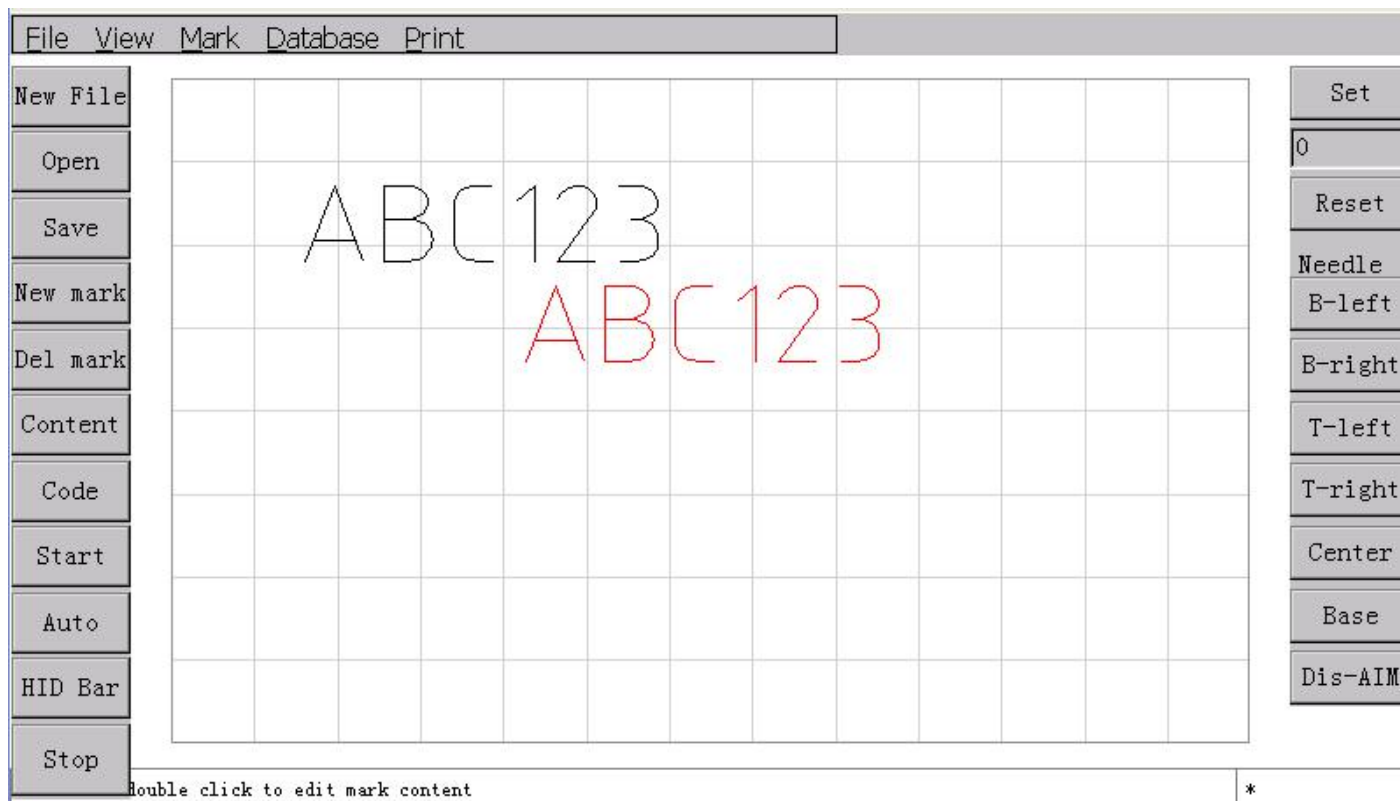 File View Mark Database Print
New File
Open
Save
New mark
Del mark
Content
Code
Start
Auto
HID Bar
Stop
ABC123
ABC123
Set
0
Reset
Needle
B-left
B-right
T-left
T-right
Center
Base
Dis-AIM
double click to edit mark content
*